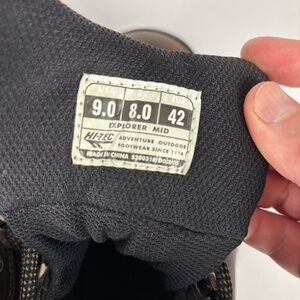 9.0 8.0 42
EXPLORER MID
HI-TEC ADVENTURE OUTDOOR
FOOTWEAR SINCE 1974
MADE IN CHINA